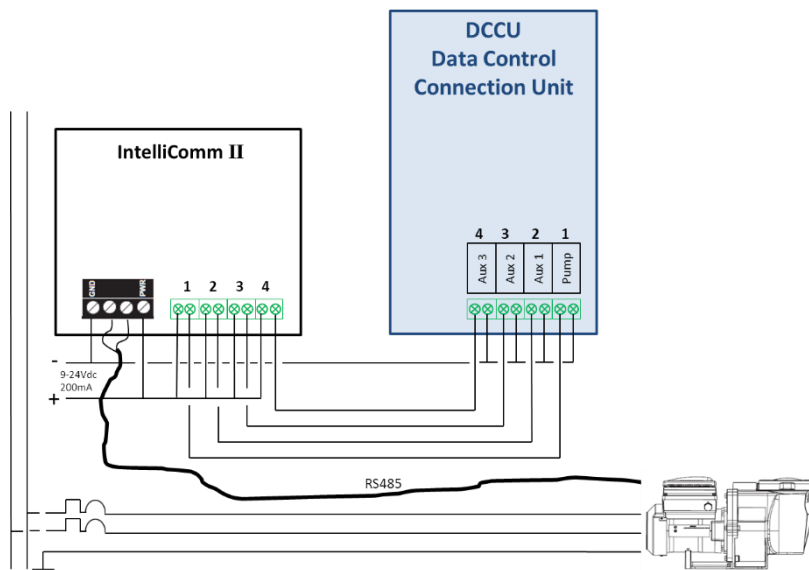 DCCU
Data Control
Connection Unit
IntelliComm II
4 3 2 1
Aux 3 Aux 2 Aux 1 Pump
GND PWR
1 2 3 4
-
9-24Vdc
200mA
+
RS485